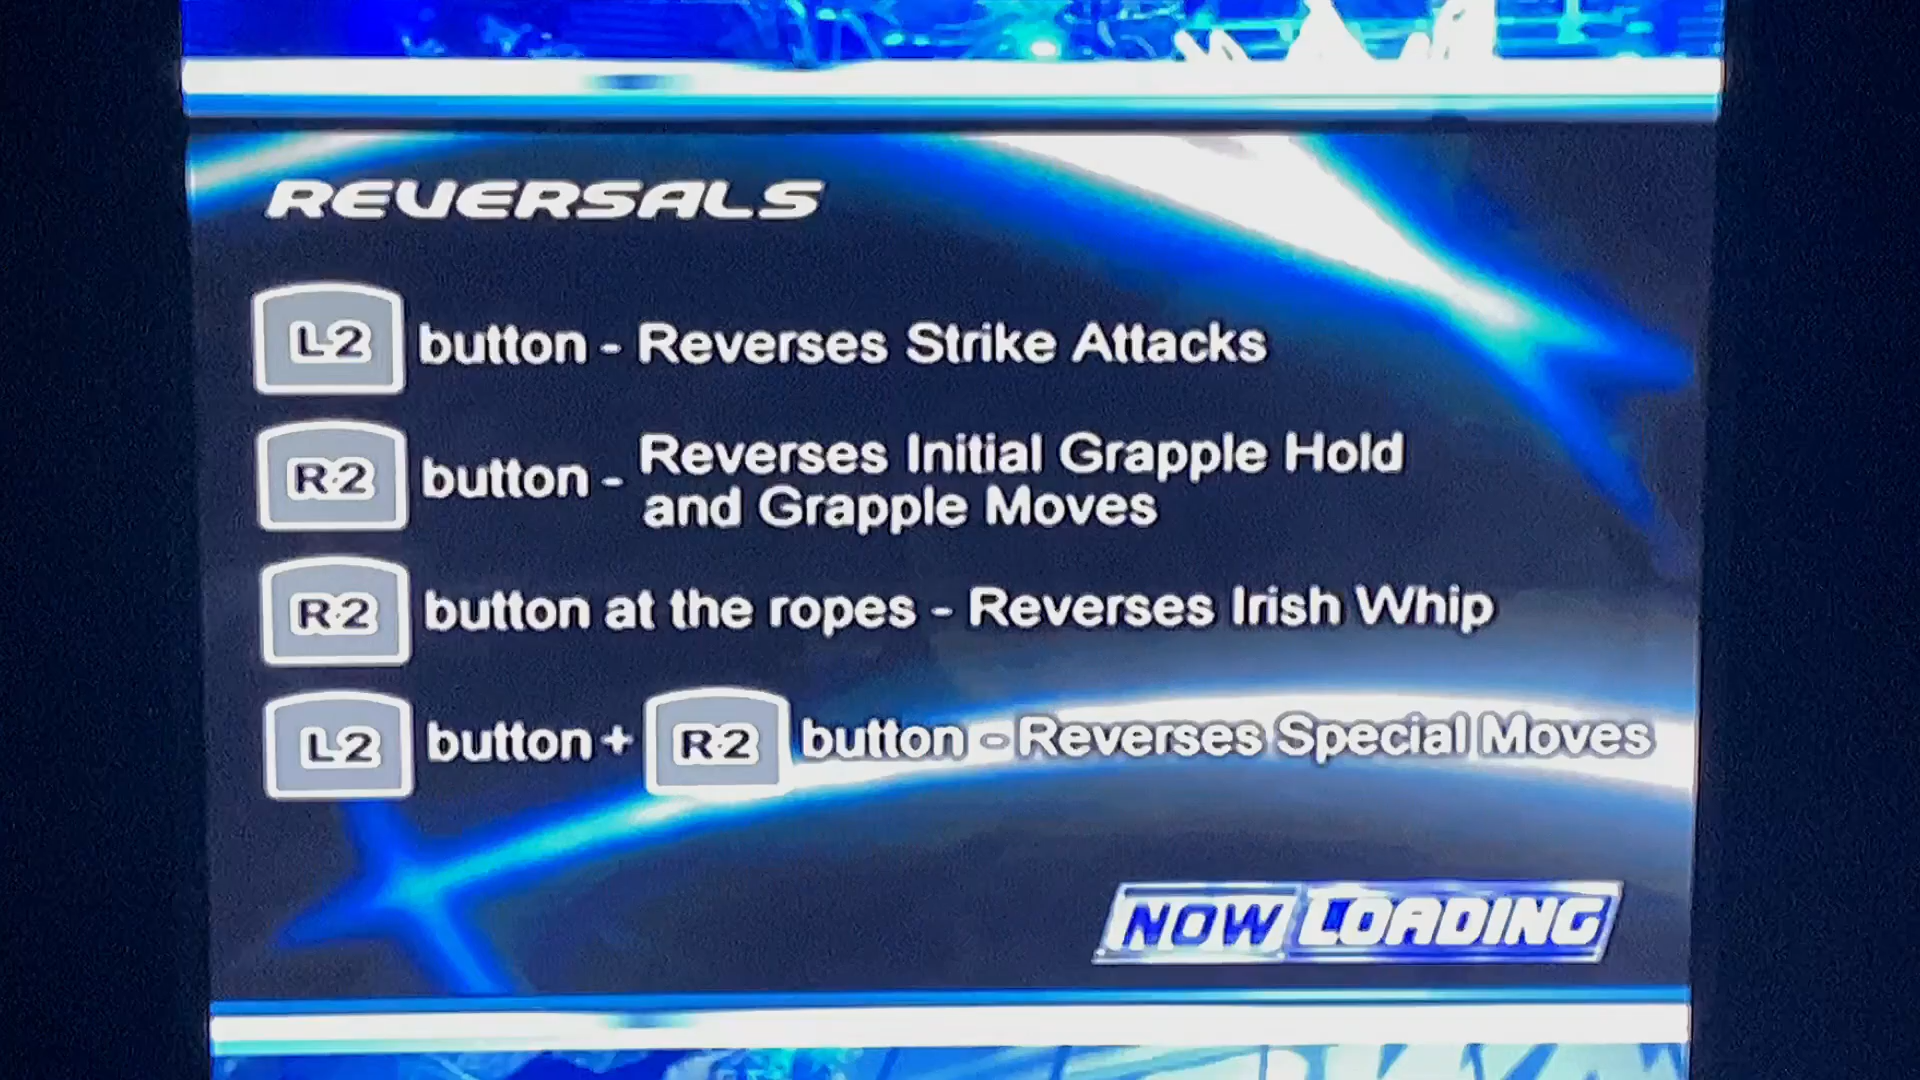 REVERSALS
L2 button - Reverses Strike Attacks
R2 button - Reverses Initial Grapple Hold
and Grapple Moves
R2 button at the ropes - Reverses Irish Whip
L2 button + R2 button - Reverses Special Moves
NOW LOADING